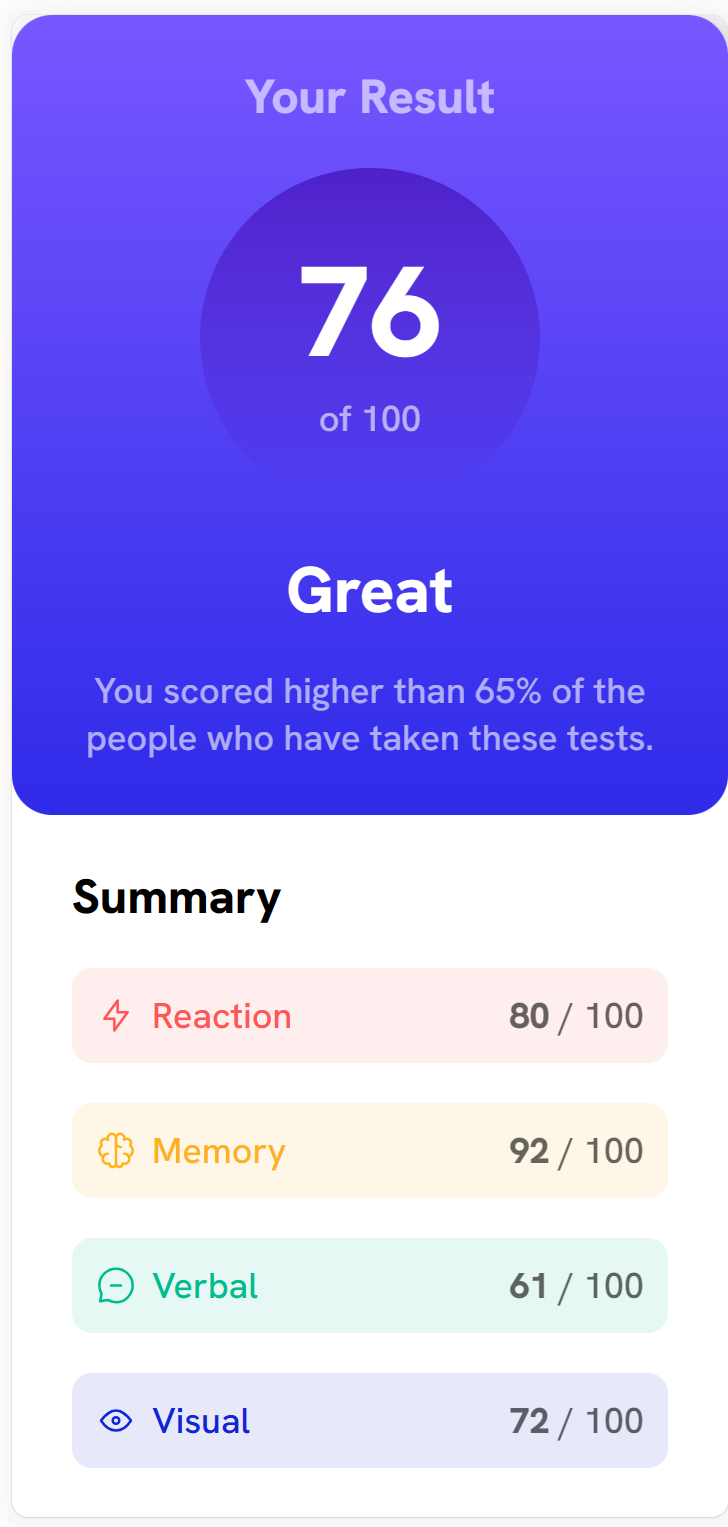 Your Result
76
of 100
Great
You scored higher than 65% of the
people who have taken these tests.
Summary
Reaction 80 / 100
Memory 92 / 100
Verbal 61 / 100
Visual 72 / 100